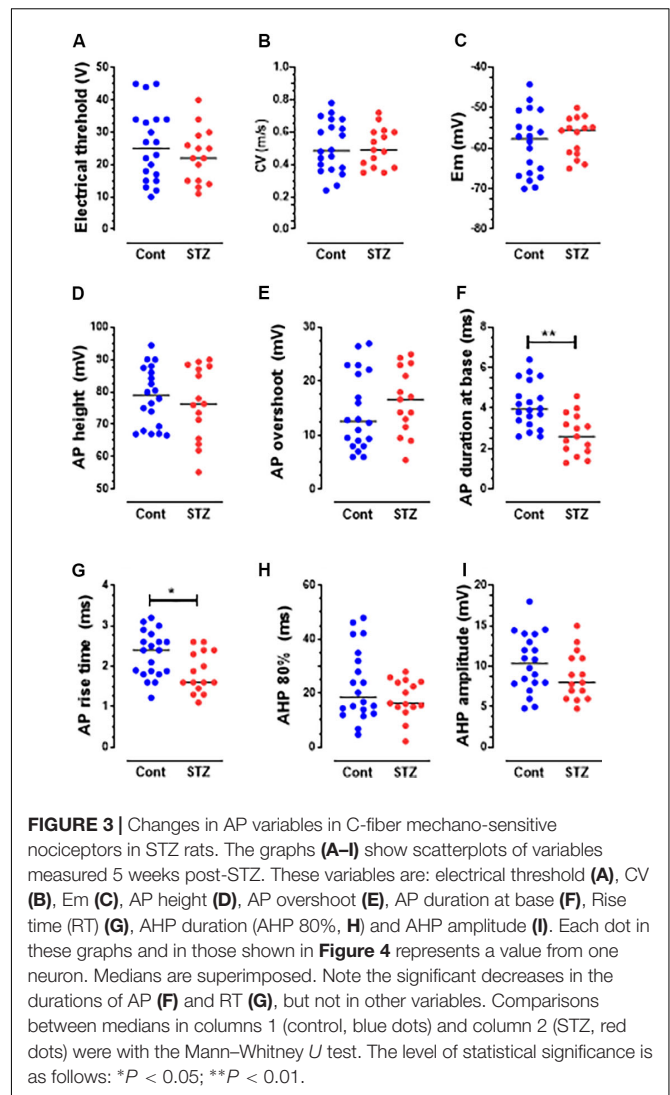 A
Electrical threhold (V)
50
40
30
20
10
0
Cont STZ
B
CV (m/s)
1.0
0.8
0.6
0.4
0.2
0.0
Cont STZ
C
Em (mV)
-40
-50
-60
-70
-80
Cont STZ
D
AP height (mV)
100
90
80
70
60
50
Cont STZ
E
AP overshoot (mV)
30
20
10
0
Cont STZ
F
AP duration at base (ms)
8
6
4
2
0
**
Cont STZ
G
AP rise time (ms)
4
3
2
1
0
*
Cont STZ
H
AHP 80% (ms)
60
40
20
0
Cont STZ
I
AHP amplitude (mV)
20
15
10
5
0
Cont STZ
FIGURE 3 | Changes in AP variables in C-fiber mechano-sensitive
nociceptors in STZ rats. The graphs (A–I) show scatterplots of variables
measured 5 weeks post-STZ. These variables are: electrical threshold (A), CV
(B), Em (C), AP height (D), AP overshoot (E), AP duration at base (F), Rise
time (RT) (G), AHP duration (AHP 80%, H) and AHP amplitude (I). Each dot in
these graphs and in those shown in Figure 4 represents a value from one
neuron. Medians are superimposed. Note the significant decreases in the
durations of AP (F) and RT (G), but not in other variables. Comparisons
between medians in columns 1 (control, blue dots) and column 2 (STZ, red
dots) were with the Mann–Whitney U test. The level of statistical significance is
as follows: *P < 0.05; **P < 0.01.